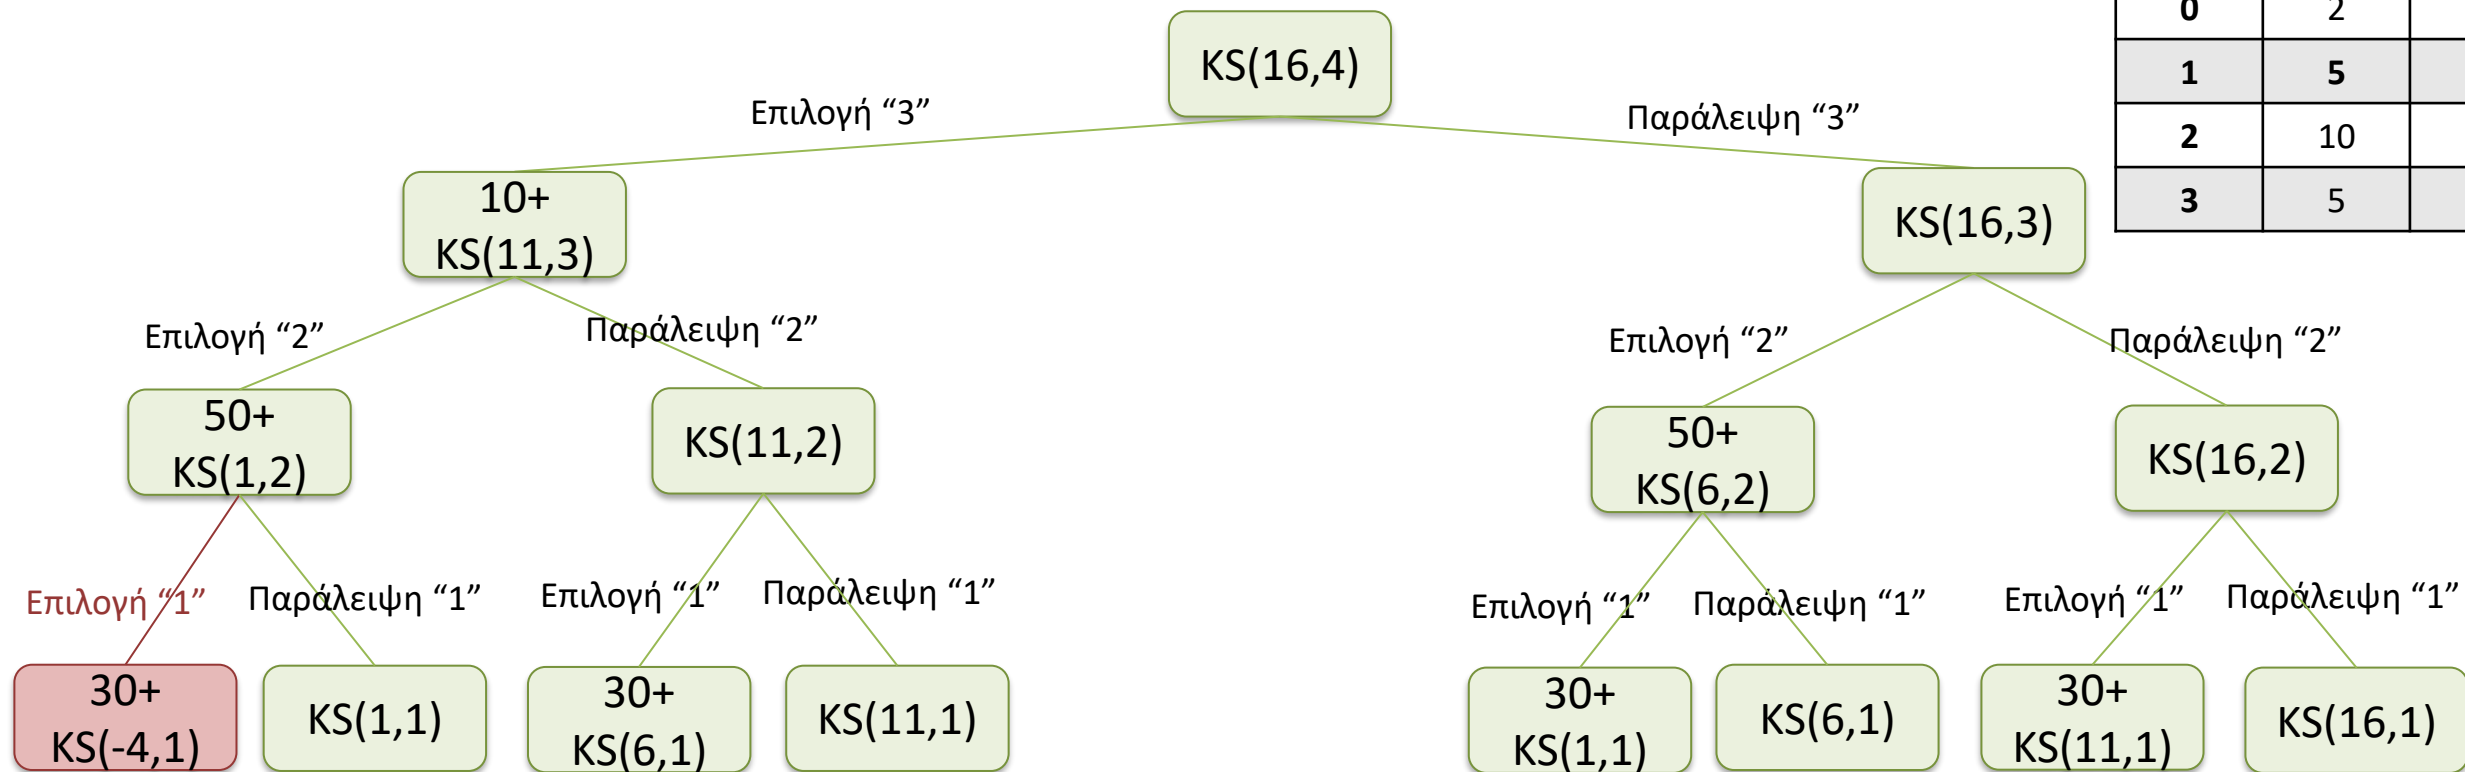 KS(16,4)
0 2
1 5
2 10
3 5
Επιλογή “3”
Παράλειψη “3”
10+
KS(11,3)
KS(16,3)
Επιλογή “2”
Παράλειψη “2”
Επιλογή “2”
Παράλειψη “2”
50+
KS(1,2)
KS(11,2)
50+
KS(6,2)
KS(16,2)
Επιλογή “1”
Παράλειψη “1”
Επιλογή “1”
Παράλειψη “1”
Επιλογή “1”
Παράλειψη “1”
Επιλογή “1”
Παράλειψη “1”
30+
KS(-4,1)
KS(1,1)
30+
KS(6,1)
KS(11,1)
30+
KS(1,1)
KS(6,1)
30+
KS(11,1)
KS(16,1)